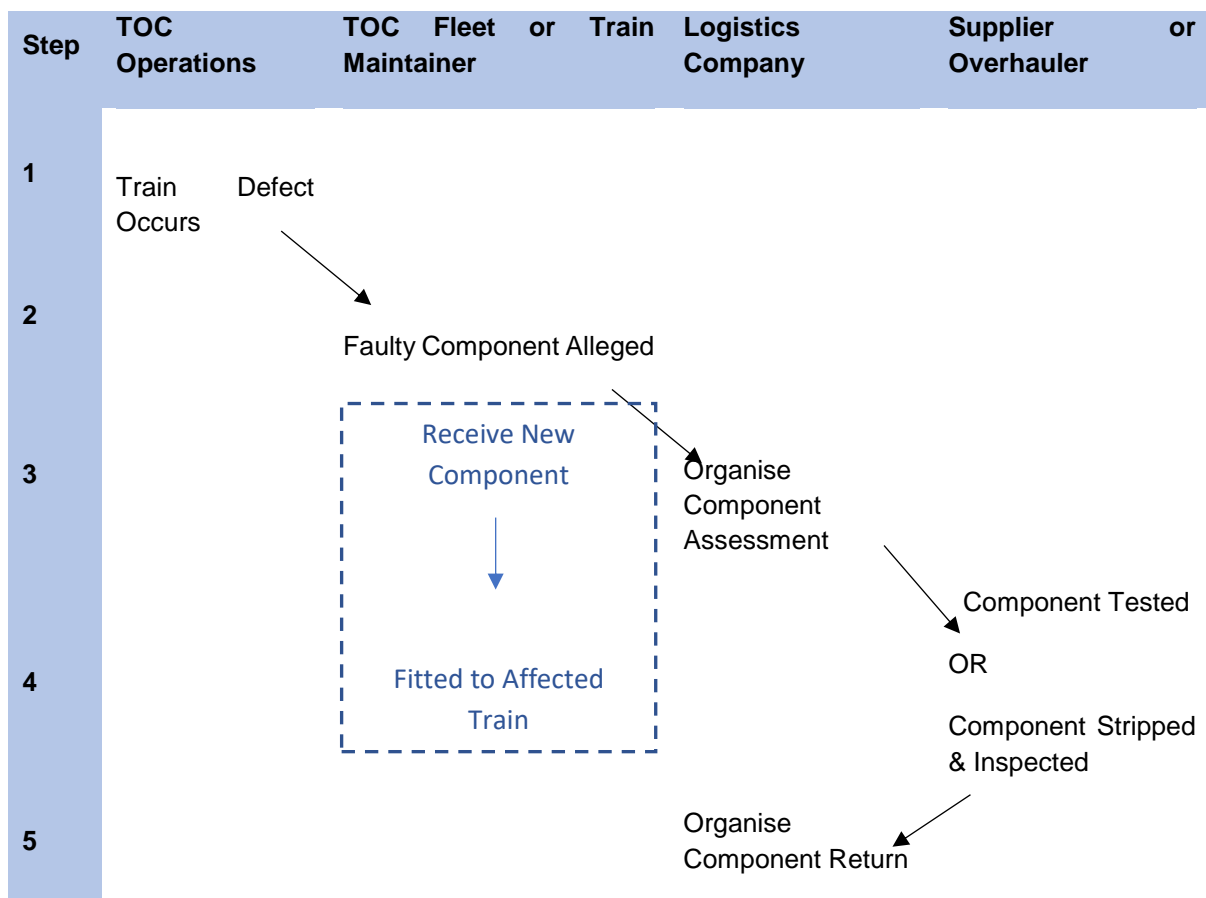 Step
TOC
Operations
TOC Fleet or Train
Maintainer
Logistics
Company
Supplier or
Overhauler
1
Train Defect
Occurs
2
Faulty Component Alleged
3
Receive New
Component
Organise
Component
Assessment
4
Fitted to Affected
Train
Component Tested
OR
Component Stripped
& Inspected
5
Organise
Component Return